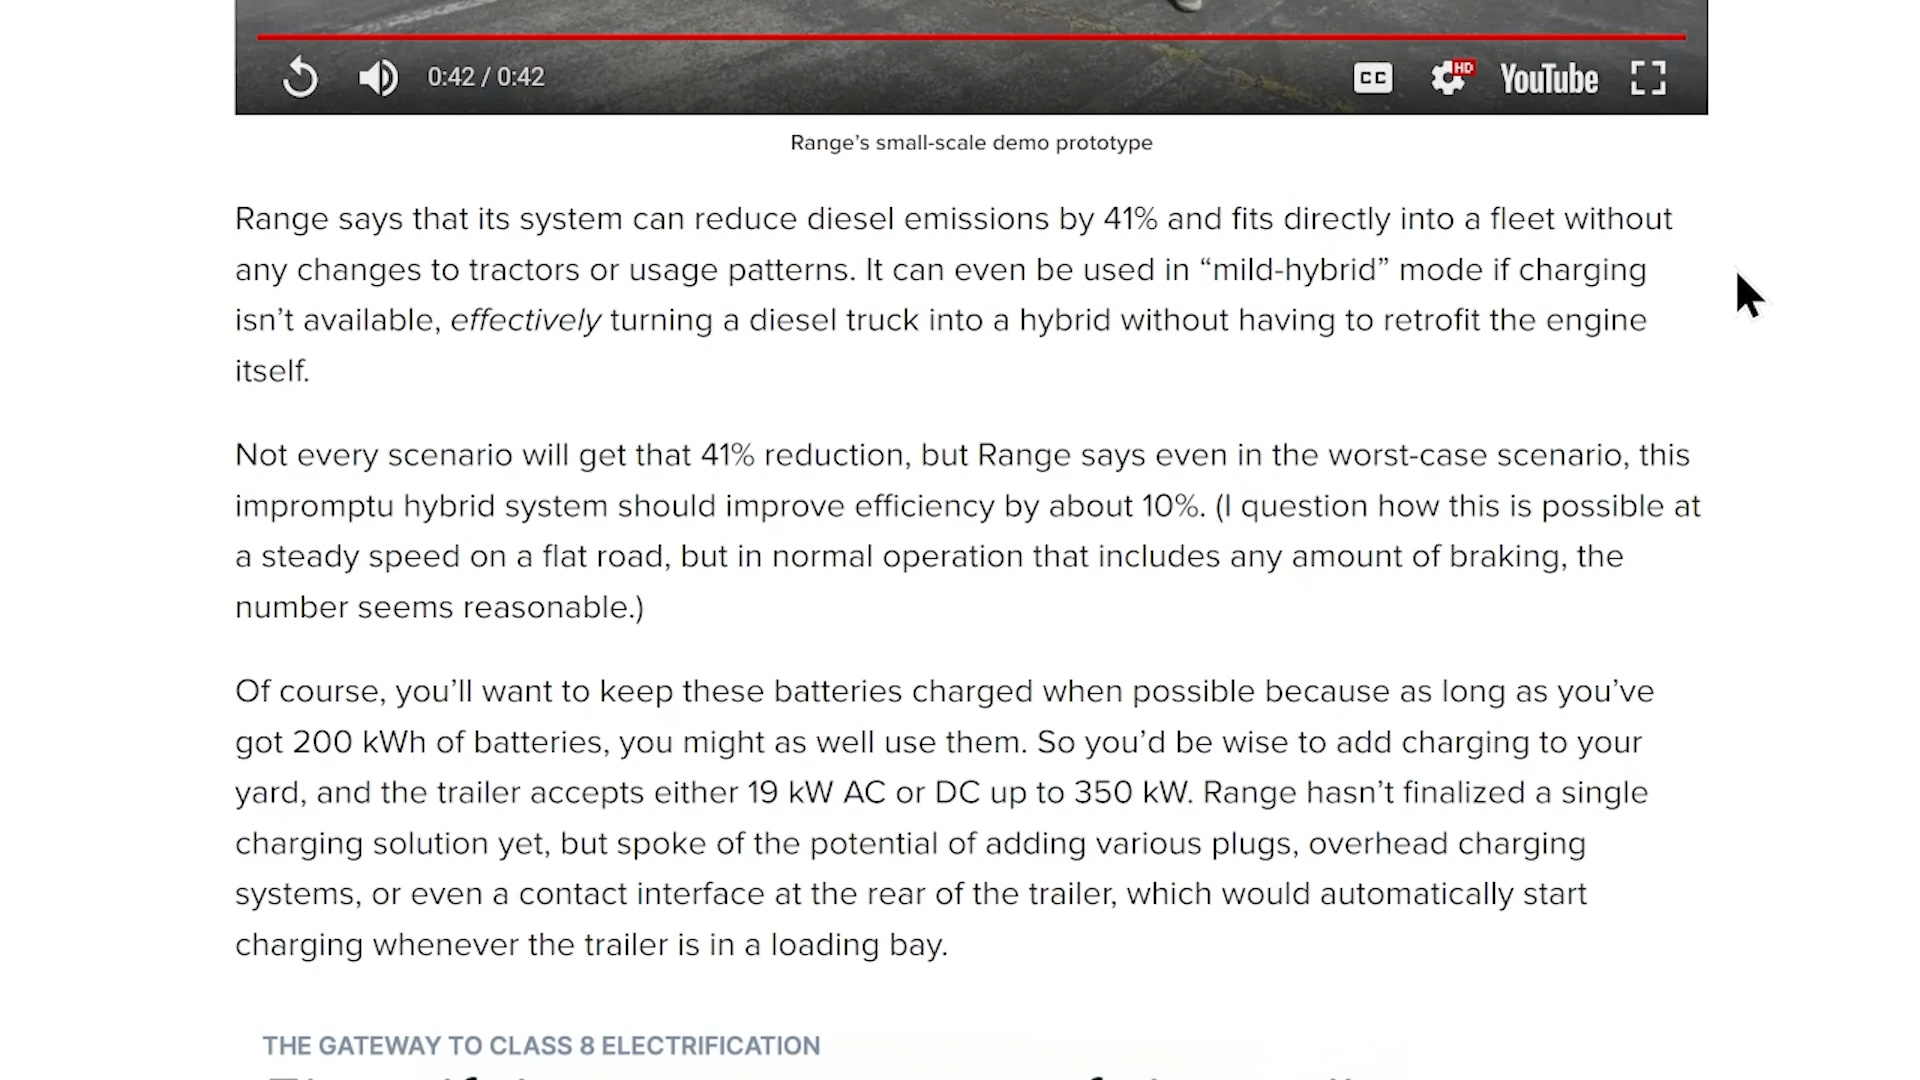 0:42 / 0:42
CC
HD
YouTube
Range’s small-scale demo prototype
Range says that its system can reduce diesel emissions by 41% and fits directly into a fleet without
any changes to tractors or usage patterns. It can even be used in “mild-hybrid” mode if charging
isn’t available, effectively turning a diesel truck into a hybrid without having to retrofit the engine
itself.
Not every scenario will get that 41% reduction, but Range says even in the worst-case scenario, this
impromptu hybrid system should improve efficiency by about 10%. (I question how this is possible at
a steady speed on a flat road, but in normal operation that includes any amount of braking, the
number seems reasonable.)
Of course, you’ll want to keep these batteries charged when possible because as long as you’ve
got 200 kWh of batteries, you might as well use them. So you’d be wise to add charging to your
yard, and the trailer accepts either 19 kW AC or DC up to 350 kW. Range hasn’t finalized a single
charging solution yet, but spoke of the potential of adding various plugs, overhead charging
systems, or even a contact interface at the rear of the trailer, which would automatically start
charging whenever the trailer is in a loading bay.
THE GATEWAY TO CLASS 8 ELECTRIFICATION